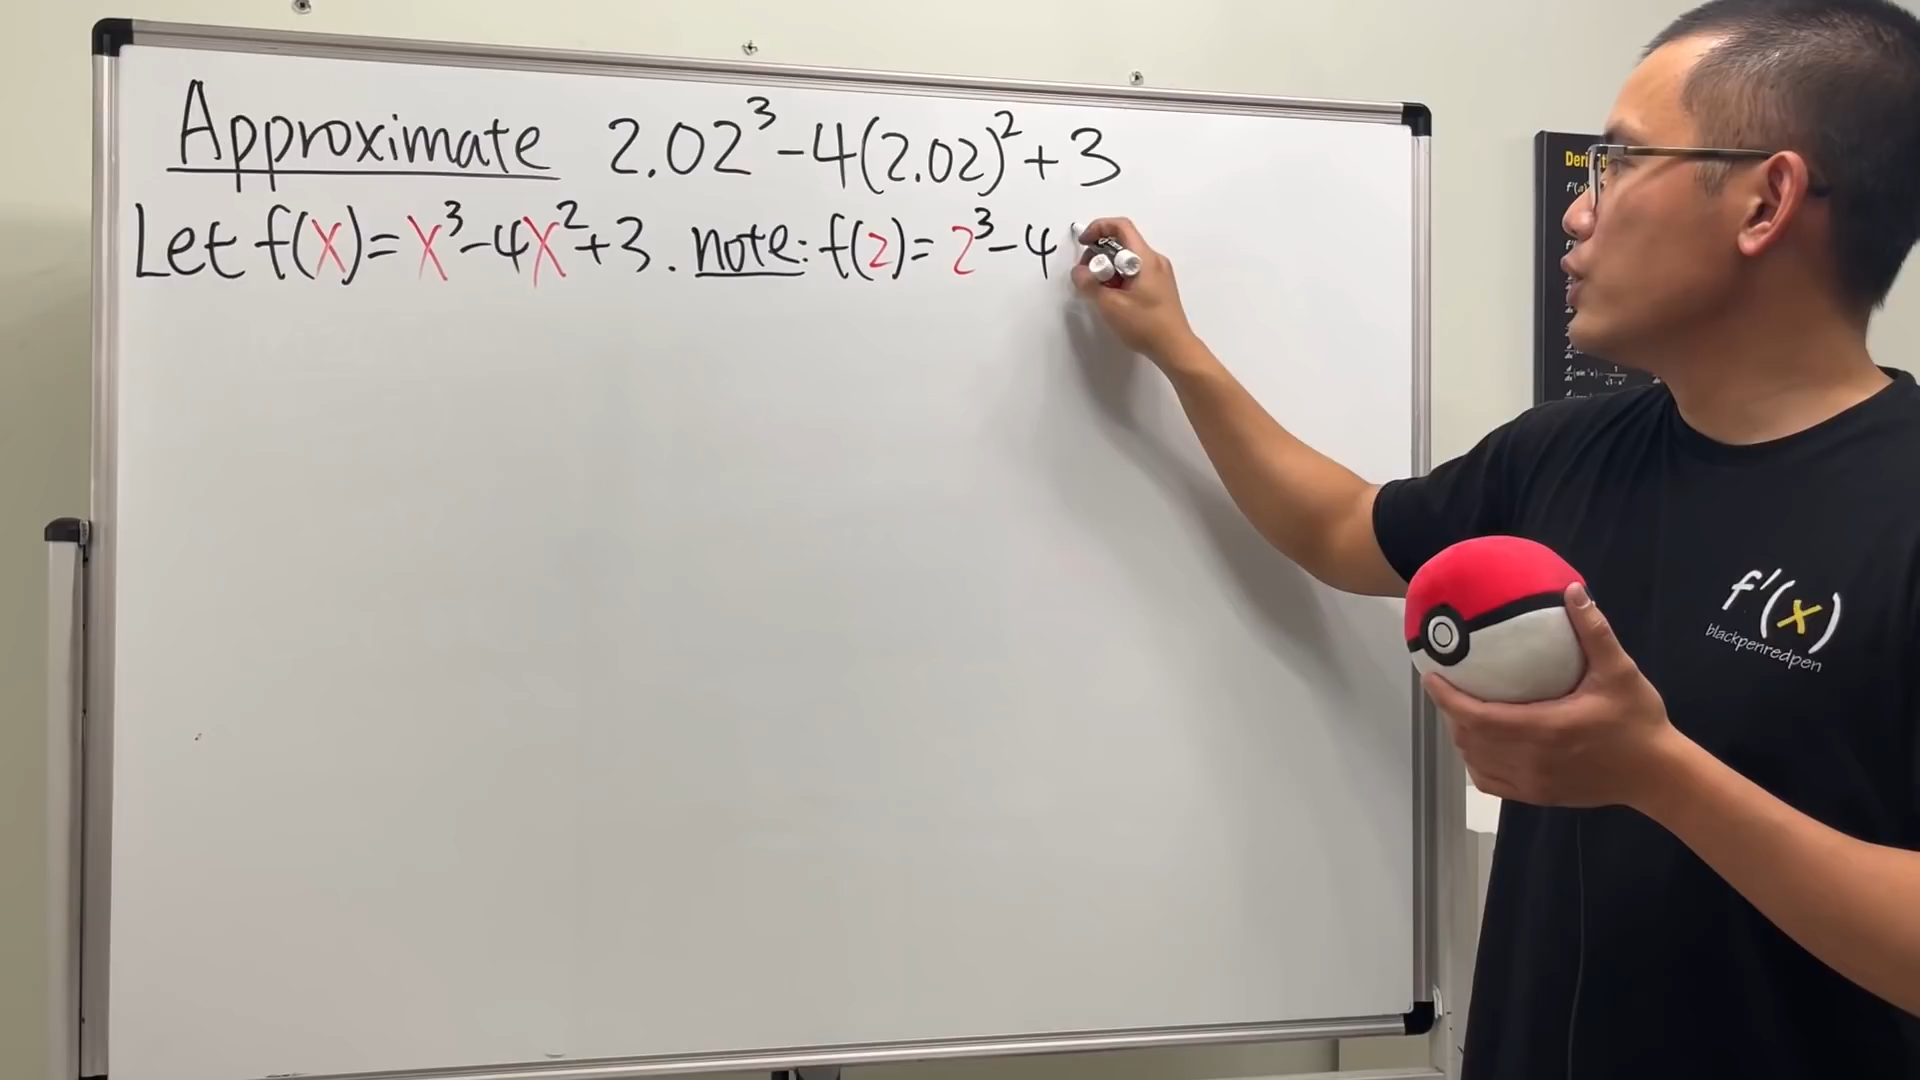 Approximate 2.02³-4(2.02)²+3
Let f(x)=x³-4x²+3. note: f(2)= 2³-4
f'(x)
blackpenredpen